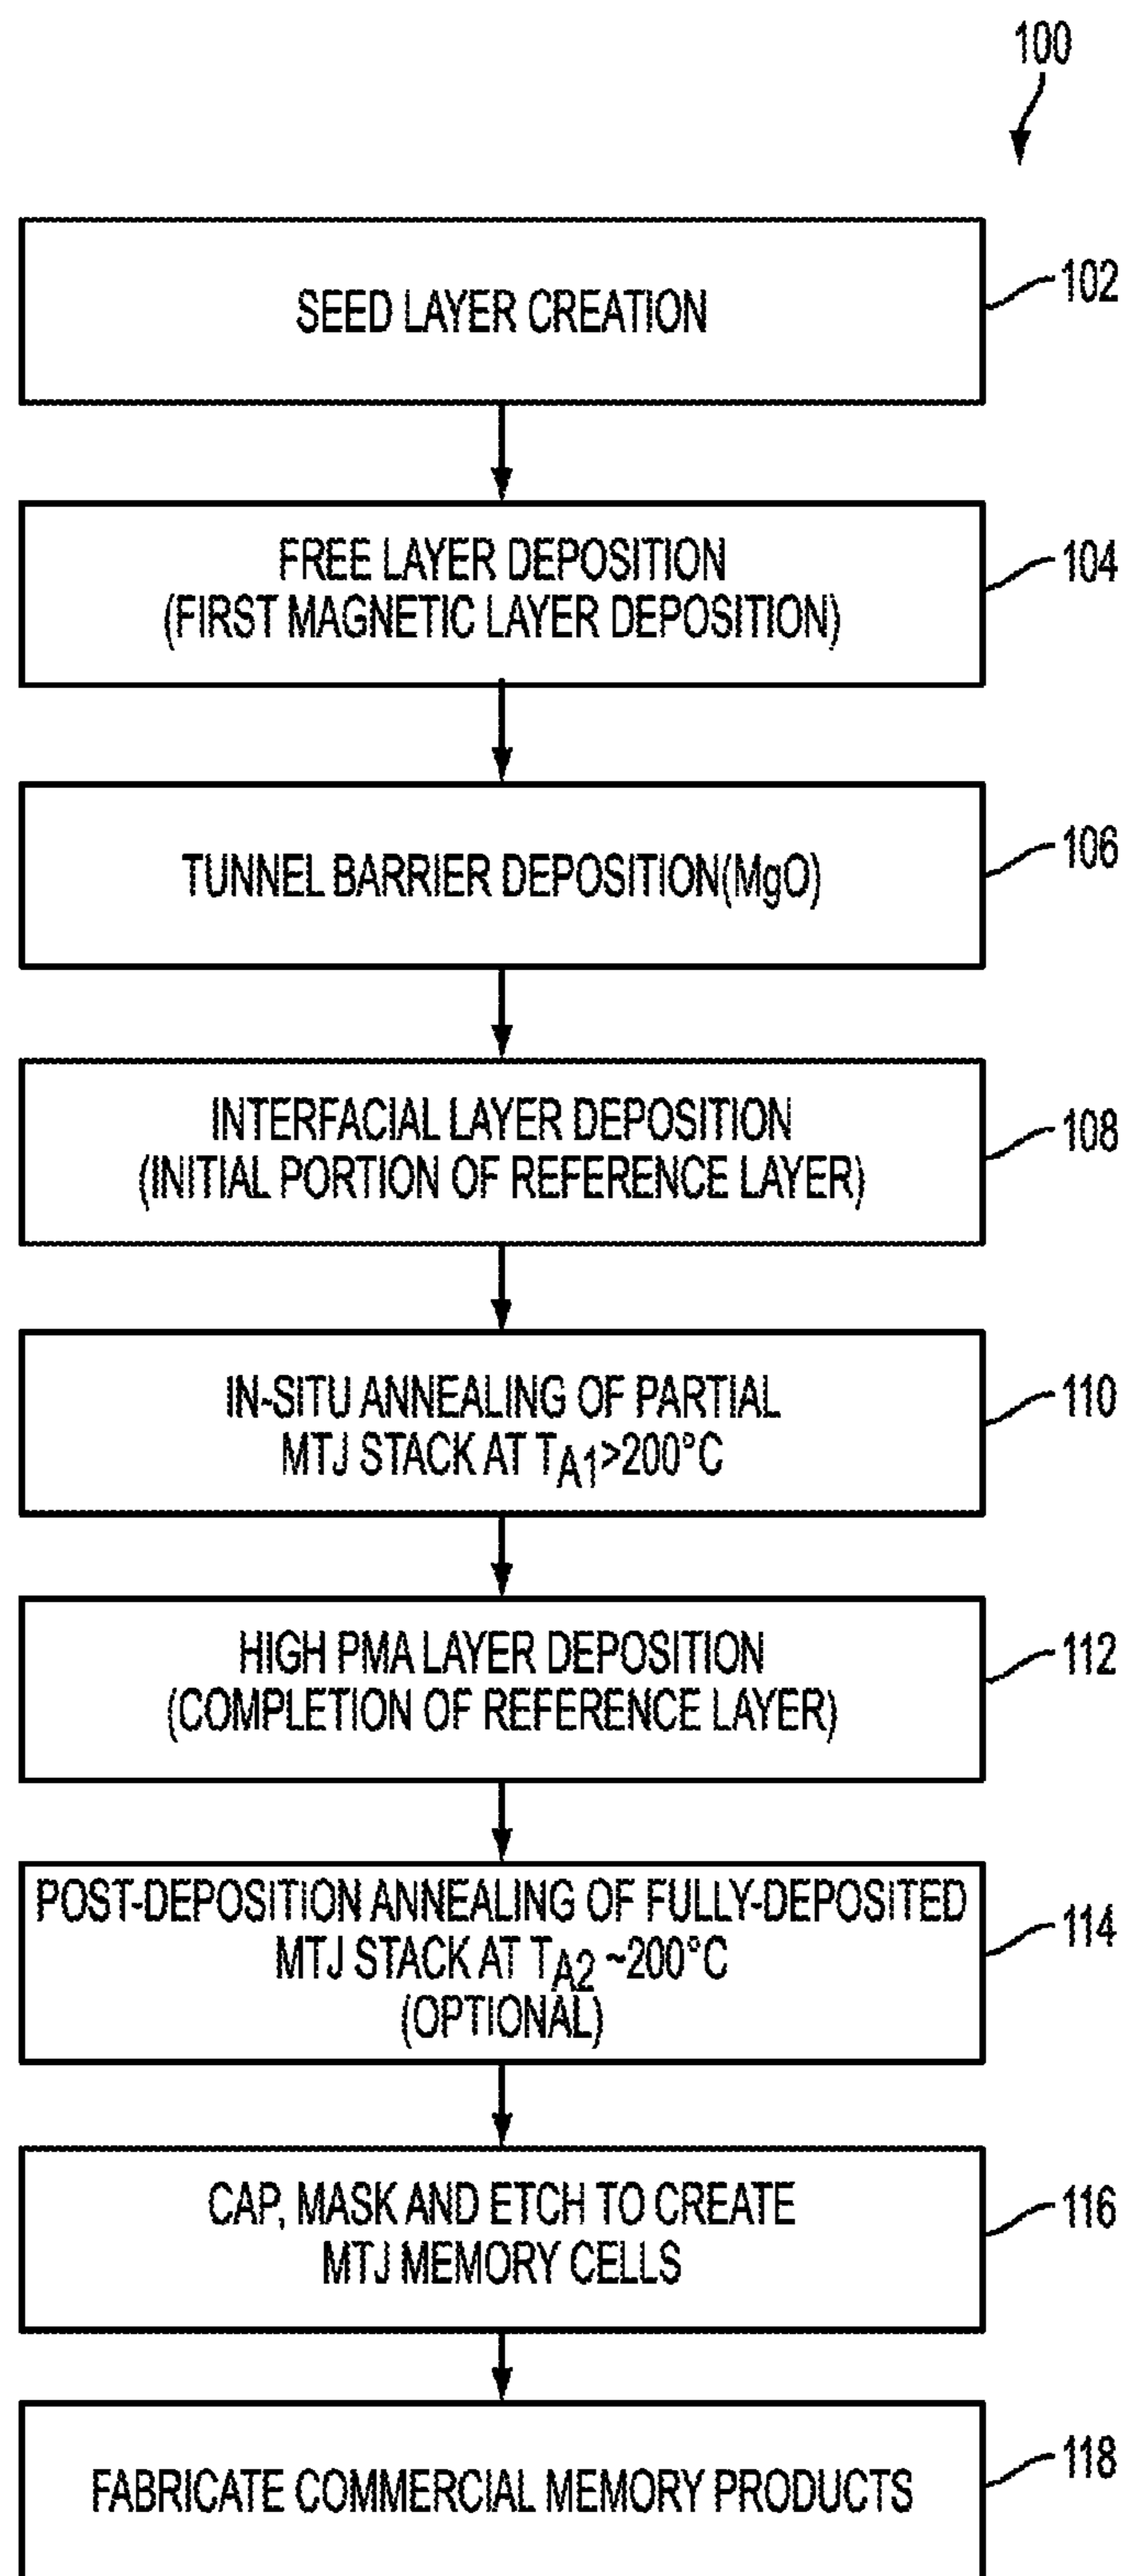 100
SEED LAYER CREATION
102
FREE LAYER DEPOSITION
(FIRST MAGNETIC LAYER DEPOSITION)
104
TUNNEL BARRIER DEPOSITION(MgO)
106
INTERFACIAL LAYER DEPOSITION
(INITIAL PORTION OF REFERENCE LAYER)
108
IN-SITU ANNEALING OF PARTIAL
MTJ STACK AT TA1>200°C
110
HIGH PMA LAYER DEPOSITION
(COMPLETION OF REFERENCE LAYER)
112
POST-DEPOSITION ANNEALING OF FULLY-DEPOSITED
MTJ STACK AT TA2 ~200°C
(OPTIONAL)
114
CAP, MASK AND ETCH TO CREATE
MTJ MEMORY CELLS
116
FABRICATE COMMERCIAL MEMORY PRODUCTS
118